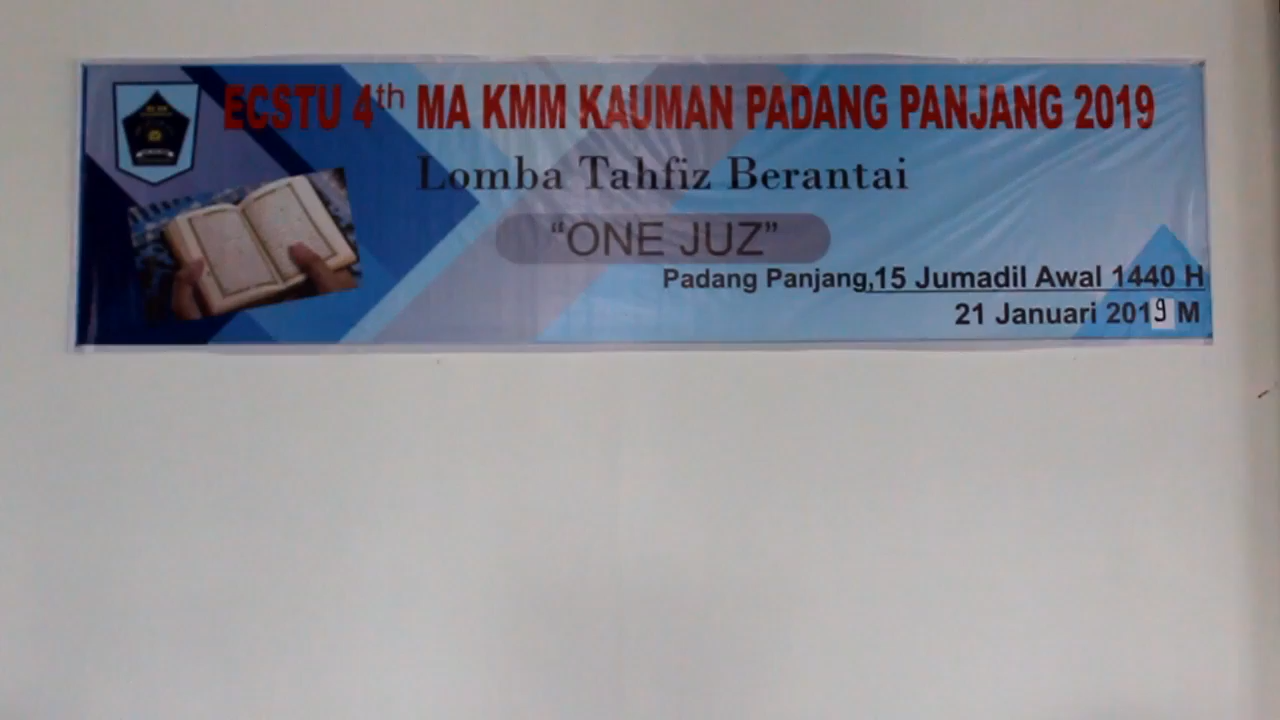 ECSTU 4th MA KMM KAUMAN PADANG PANJANG 2019
Lomba Tahfiz Berantai
“ONE JUZ”
Padang Panjang,15 Jumadil Awal 1440 H
21 Januari 2019 M